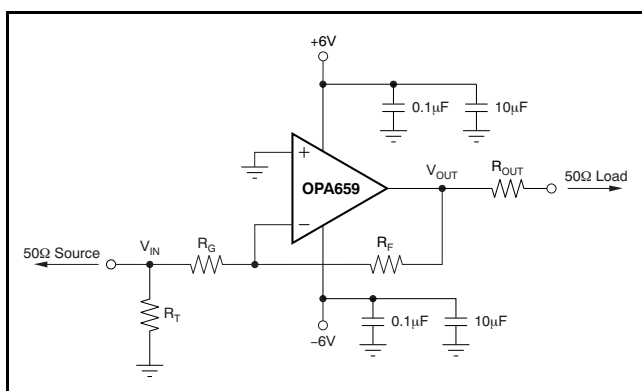 +6V
0.1µF
10µF
+
−
OPA659
V_OUT
R_OUT
50Ω Load
50Ω Source
V_IN
R_G
R_F
R_T
0.1µF
10µF
−6V